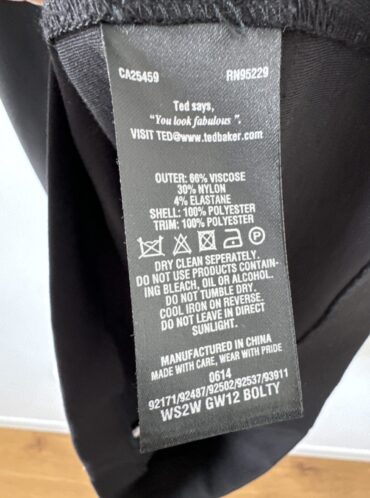 CA25459 RN95229
Ted says,
"You look fabulous".
VISIT TED@www.tedbaker.com
OUTER: 66% VISCOSE
30% NYLON
4% ELASTANE
SHELL: 100% POLYESTER
TRIM: 100% POLYESTER
P
DRY CLEAN SEPERATELY.
DO NOT USE PRODUCTS CONTAIN-
ING BLEACH, OIL OR ALCOHOL.
DO NOT TUMBLE DRY.
COOL IRON ON REVERSE.
DO NOT LEAVE IN DIRECT
SUNLIGHT.
MANUFACTURED IN CHINA
MADE WITH CARE, WEAR WITH PRIDE
0614
92171/92487/92502/92537/93911
WS2W GW12 BOLTY